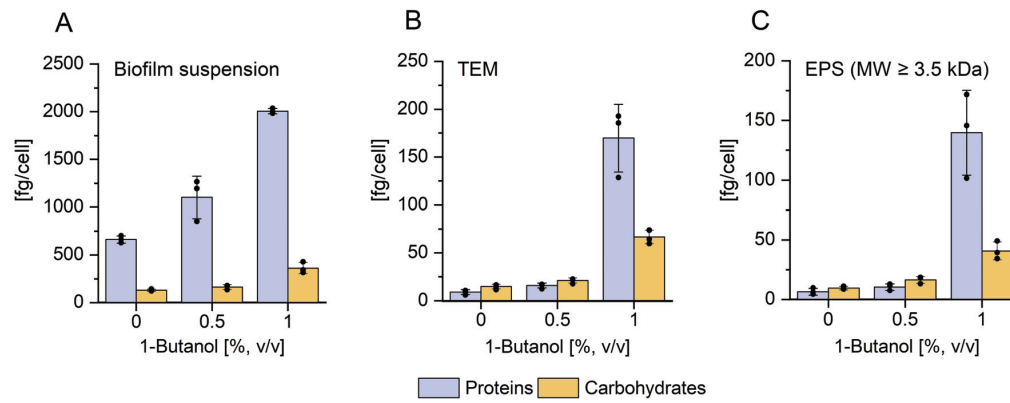 A
Biofilm suspension
[fg/cell]
2500
2000
1500
1000
500
0
0 0.5 1
1-Butanol [%, v/v]
B
TEM
[fg/cell]
250
200
150
100
50
0
0 0.5 1
1-Butanol [%, v/v]
C
EPS (MW ≥ 3.5 kDa)
[fg/cell]
200
150
100
50
0
0 0.5 1
1-Butanol [%, v/v]
Proteins Carbohydrates